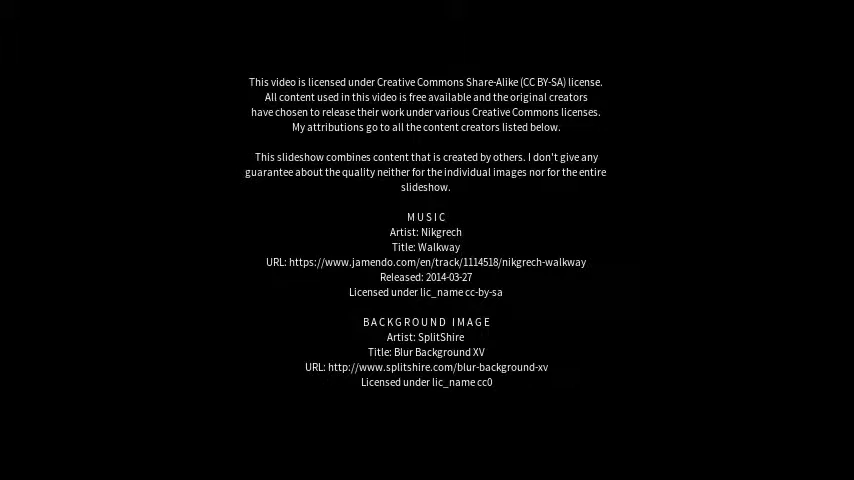 This video is licensed under Creative Commons Share-Alike (CC BY-SA) license.
All content used in this video is free available and the original creators
have chosen to release their work under various Creative Commons licenses.
My attributions go to all the content creators listed below.
This slideshow combines content that is created by others. I don't give any
guarantee about the quality neither for the individual images nor for the entire
slideshow.
MUSIC
Artist: Nikgrech
Title: Walkway
URL: https://www.jamendo.com/en/track/1114518/nikgrech-walkway
Released: 2014-03-27
Licensed under lic_name cc-by-sa
BACKGROUND IMAGE
Artist: SplitShire
Title: Blur Background XV
URL: http://www.splitshire.com/blur-background-xv
Licensed under lic_name cc0